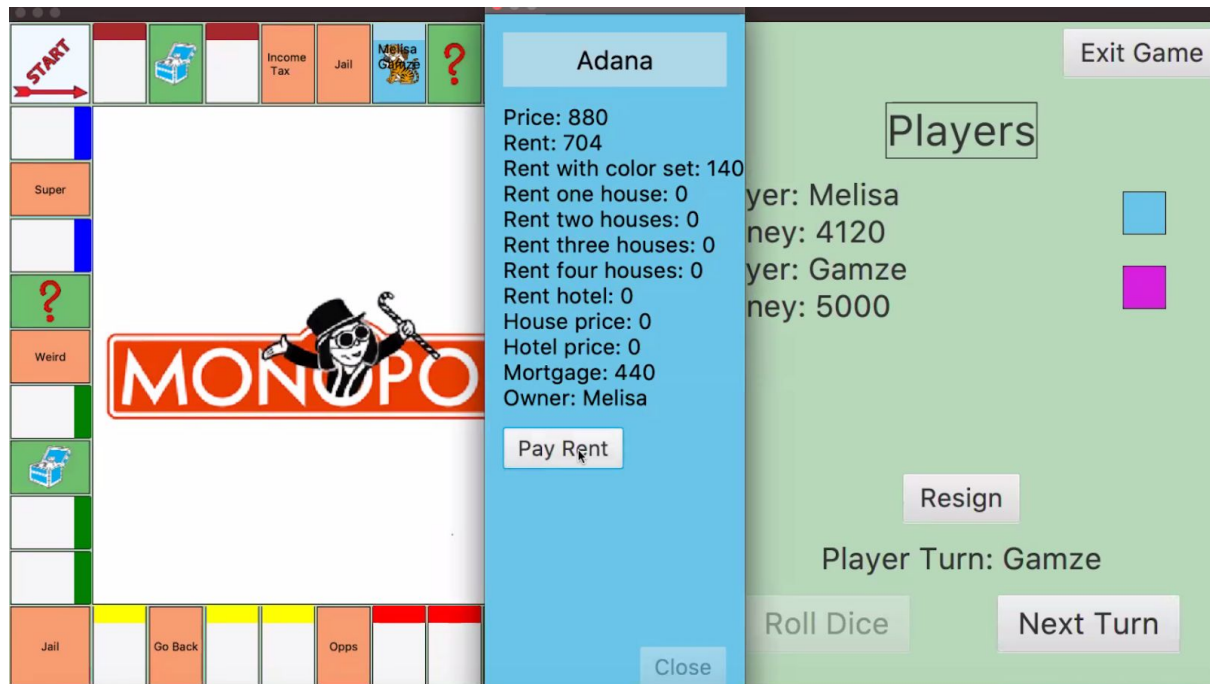 START
Income
Tax
Jail
Melisa
Gamze
?
Super
?
Weird
Jail
Go Back
Opps
MONOPO
Adana
Price: 880
Rent: 704
Rent with color set: 140
Rent one house: 0
Rent two houses: 0
Rent three houses: 0
Rent four houses: 0
Rent hotel: 0
House price: 0
Hotel price: 0
Mortgage: 440
Owner: Melisa
Pay Rent
Close
Exit Game
Players
yer: Melisa
ney: 4120
yer: Gamze
ney: 5000
Resign
Player Turn: Gamze
Roll Dice
Next Turn